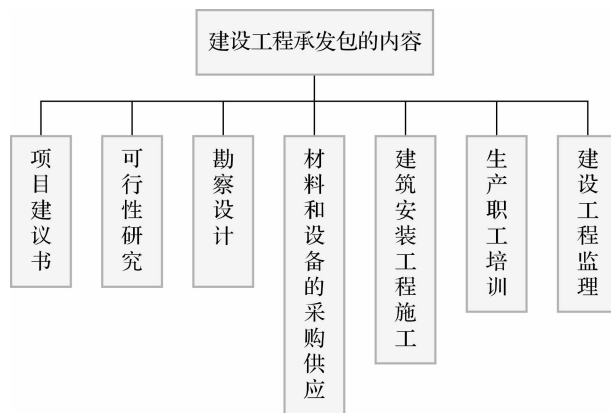 建设工程承发包的内容
项目建议书
可行性研究
勘察设计
材料和设备的采购供应
建筑安装工程施工
生产职工培训
建设工程监理